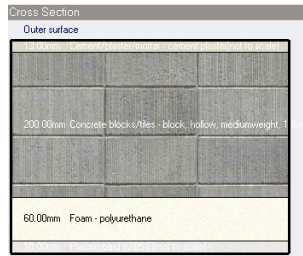 Cross Section
Outer surface
13.00mm Cement/plaster/mortar - cement plaster(not to scale)
200.00mm Concrete blocks/tiles - block, hollow, mediumweight, 1
60.00mm Foam - polyurethane